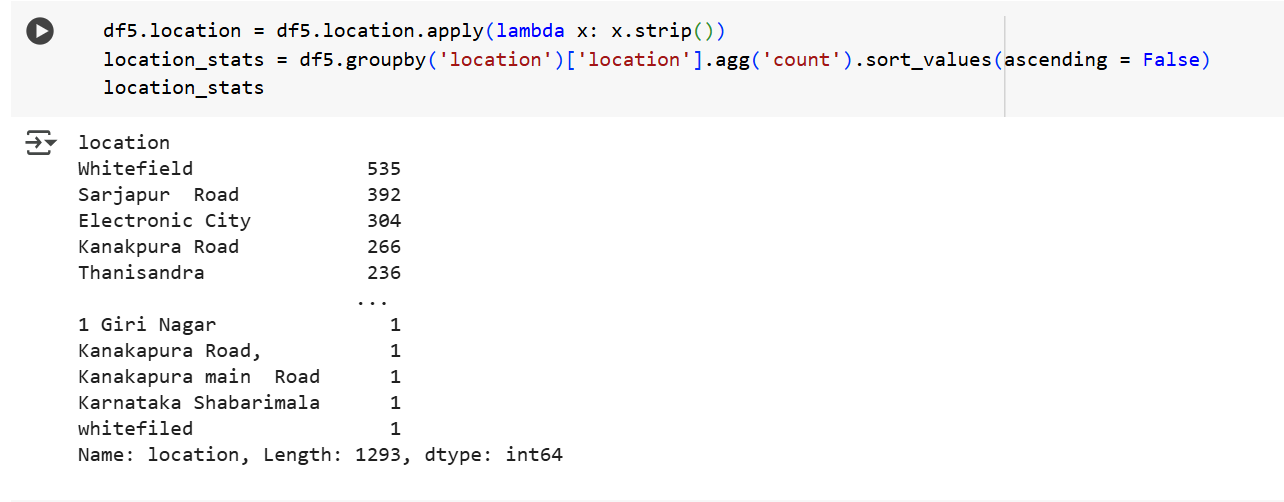 df5.location = df5.location.apply(lambda x: x.strip())
location_stats = df5.groupby('location')['location'].agg('count').sort_values(ascending = False)
location_stats
location
Whitefield               535
Sarjapur  Road           392
Electronic City          304
Kanakpura Road           266
Thanisandra              236
                        ...
1 Giri Nagar               1
Kanakapura Road,           1
Kanakapura main  Road      1
Karnataka Shabarimala      1
whitefiled                 1
Name: location, Length: 1293, dtype: int64